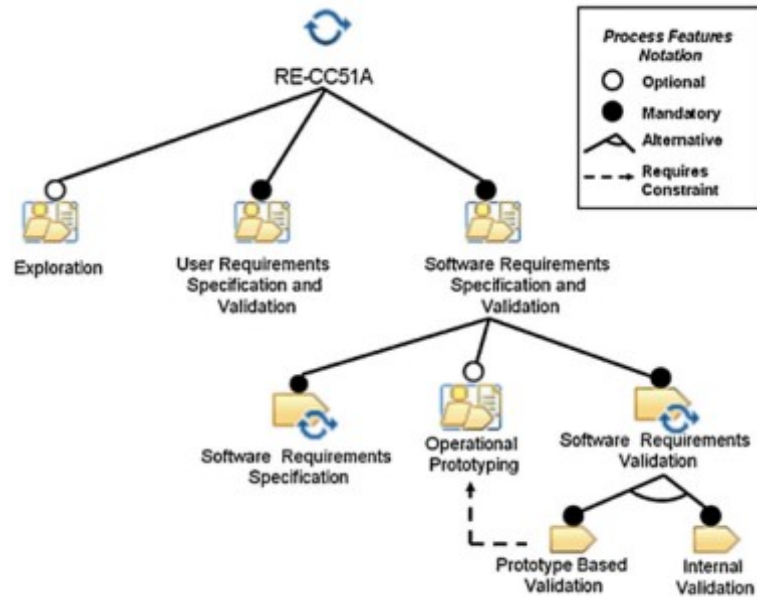 RE-CC51A
Process Features
Notation
Optional
Mandatory
Alternative
Requires
Constraint
Exploration
User Requirements
Specification and
Validation
Software Requirements
Specification and
Validation
Software Requirements
Specification
Operational
Prototyping
Software Requirements
Validation
Prototype Based
Validation
Internal
Validation